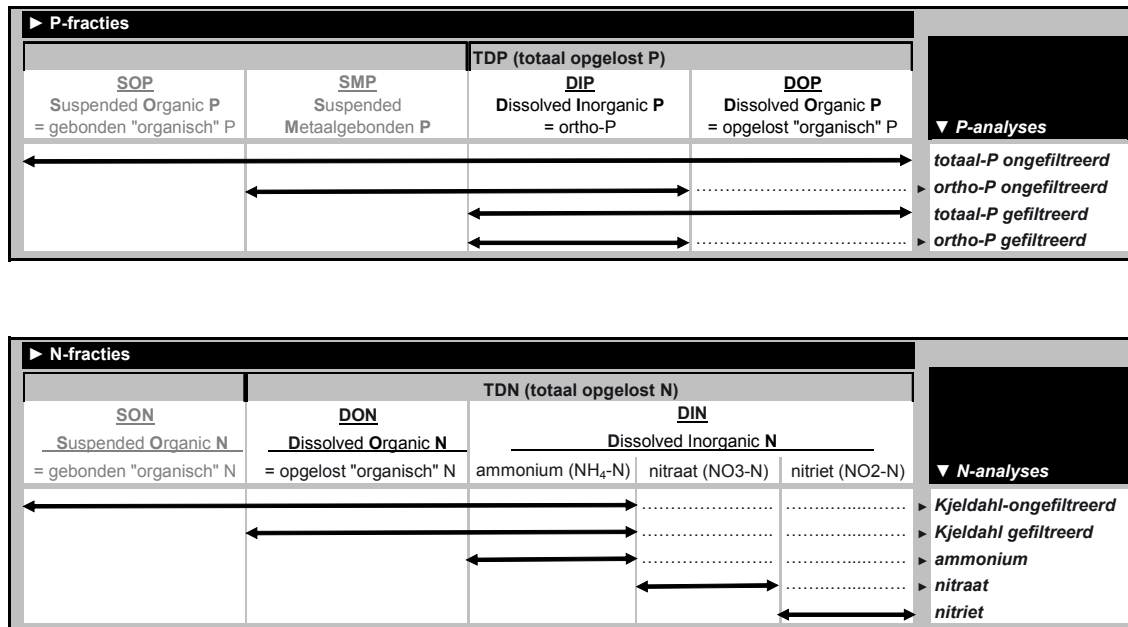 ► P-fracties
TDP (totaal opgelost P)
SOP SMP DIP DOP
Suspended Organic P Suspended Dissolved Inorganic P Dissolved Organic P
= gebonden "organisch" P Metaalgebonden P = ortho-P = opgelost "organisch" P ▼ P-analyses
totaal-P ongefiltreerd
► ortho-P ongefiltreerd
totaal-P gefiltreerd
► ortho-P gefiltreerd
► N-fracties
TDN (totaal opgelost N)
SON DON DIN
Suspended Organic N Dissolved Organic N Dissolved Inorganic N
= gebonden "organisch" N = opgelost "organisch" N ammonium (NH₄-N) nitraat (NO3-N) nitriet (NO2-N) ▼ N-analyses
► Kjeldahl-ongefiltreerd
► Kjeldahl gefiltreerd
► ammonium
► nitraat
nitriet